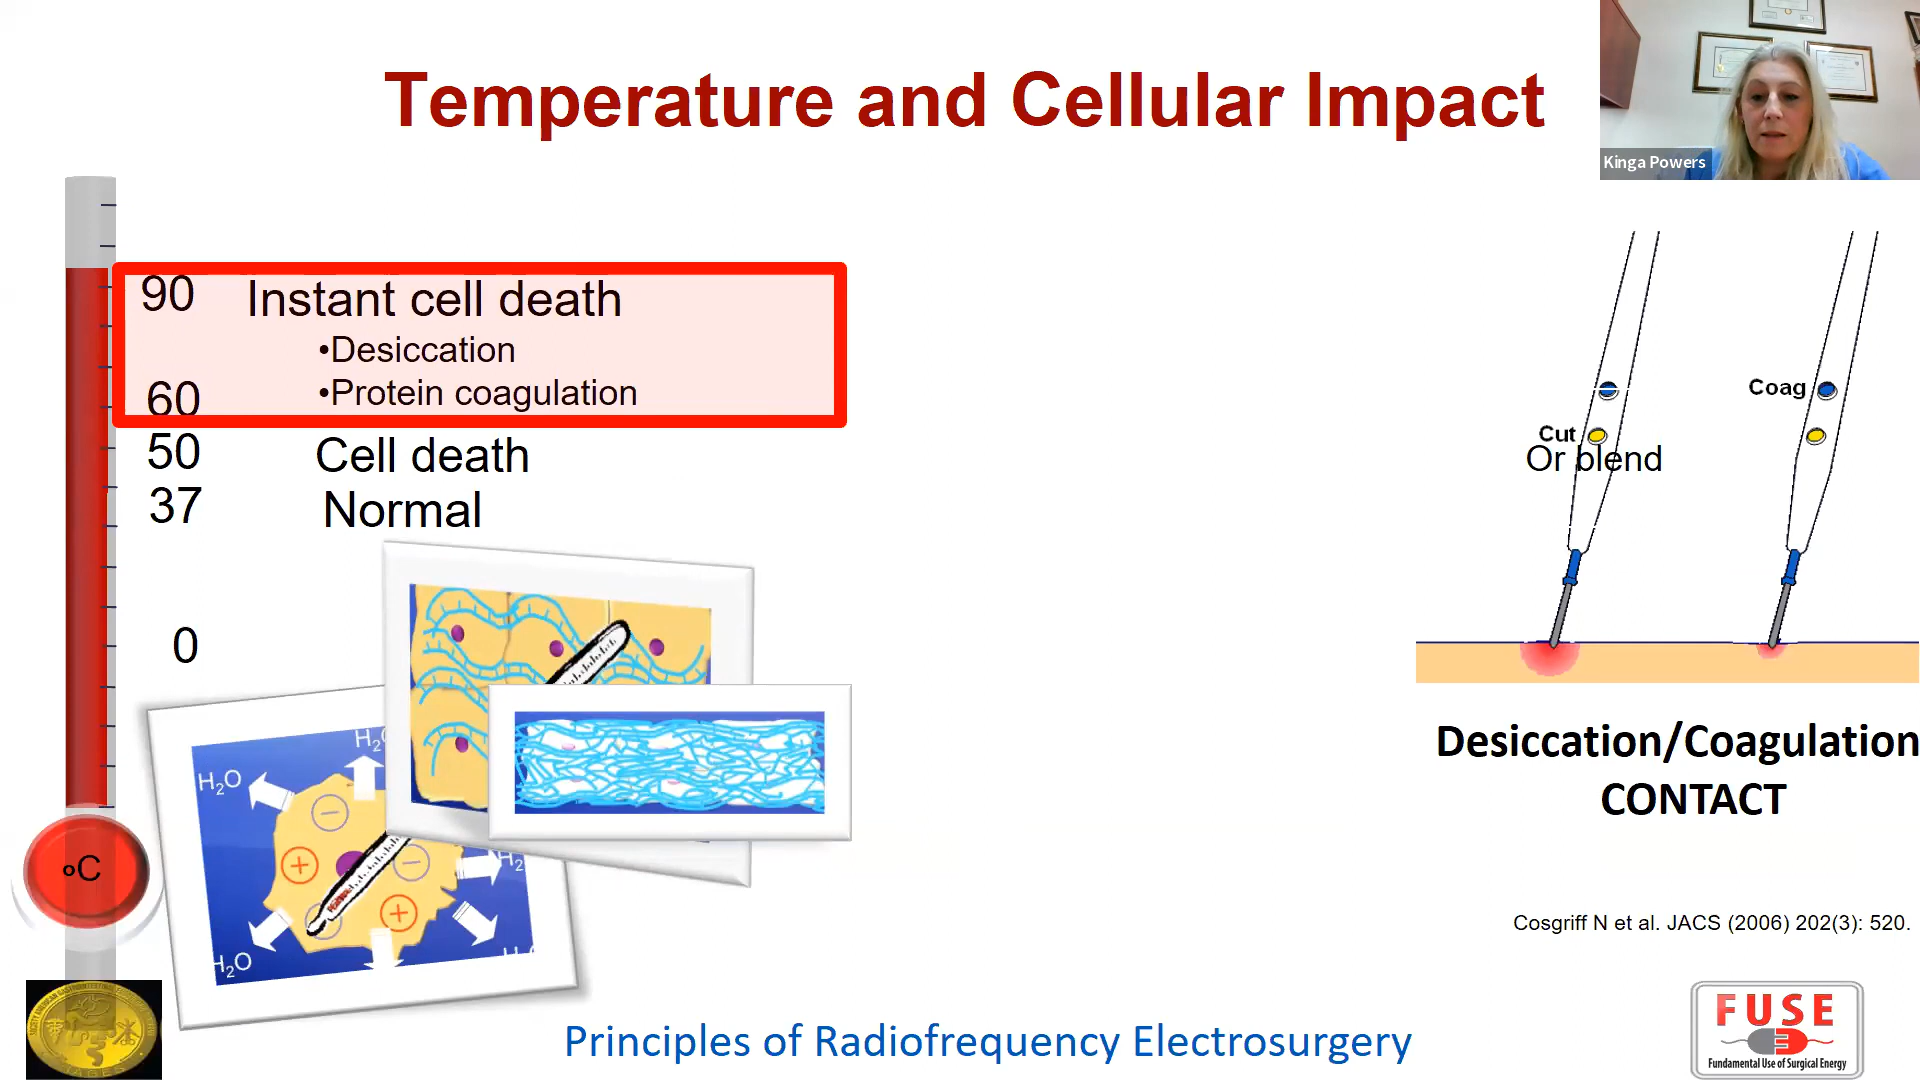 Temperature and Cellular Impact
Kinga Powers
90 Instant cell death
•Desiccation
60 •Protein coagulation
50 Cell death
37 Normal
0
°C
H₂O
H₂O
H₂O
Coag
Cut
Or blend
Desiccation/Coagulation
CONTACT
Cosgriff N et al. JACS (2006) 202(3): 520.
Principles of Radiofrequency Electrosurgery
FUSE
Fundamental Use of Surgical Energy